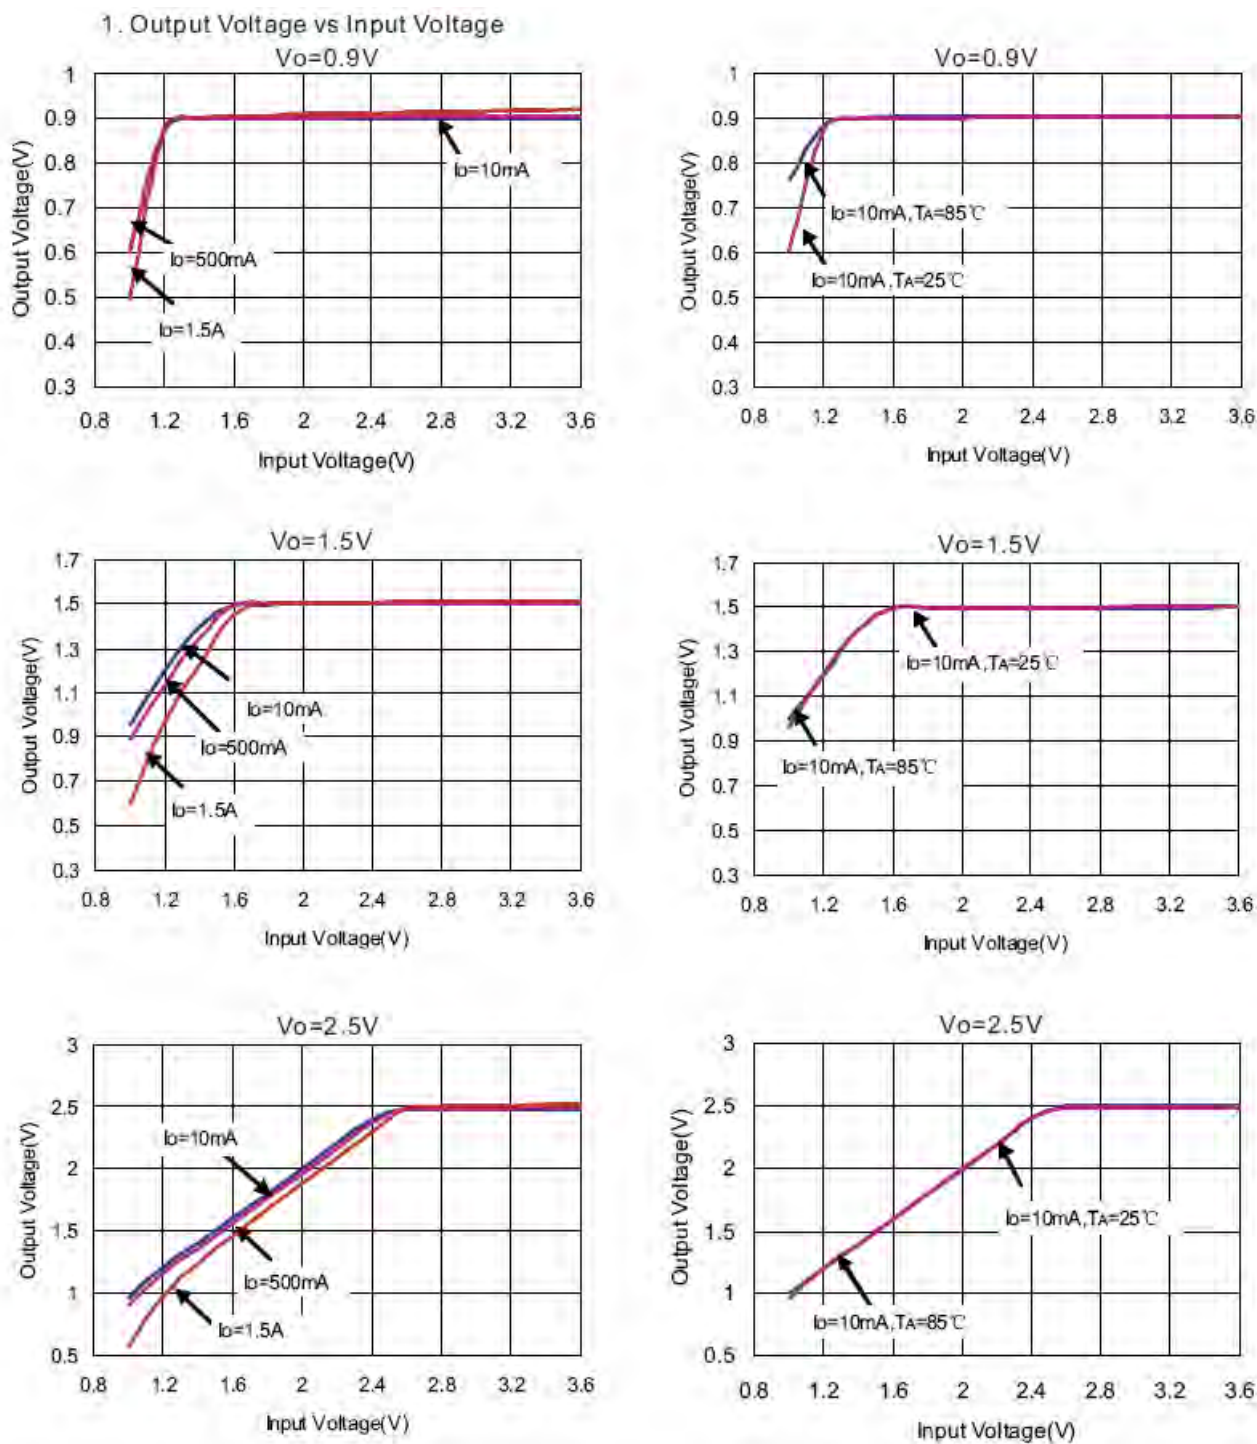 1. Output Voltage vs Input Voltage
Vo=0.9V
1
0.9
0.8
0.7
0.6
0.5
0.4
0.3
Output Voltage(V)
Io=10mA
Io=500mA
Io=1.5A
0.8 1.2 1.6 2 2.4 2.8 3.2 3.6
Input Voltage(V)
Vo=0.9V
1
0.9
0.8
0.7
0.6
0.5
0.4
0.3
Output Voltage(V)
Io=10mA,TA=85℃
Io=10mA,TA=25℃
0.8 1.2 1.6 2 2.4 2.8 3.2 3.6
Input Voltage(V)
Vo=1.5V
1.7
1.5
1.3
1.1
0.9
0.7
0.5
0.3
Output Voltage(V)
Io=10mA
Io=500mA
Io=1.5A
0.8 1.2 1.6 2 2.4 2.8 3.2 3.6
Input Voltage(V)
Vo=1.5V
1.7
1.5
1.3
1.1
0.9
0.7
0.5
0.3
Output Voltage(V)
Io=10mA,TA=25℃
Io=10mA,TA=85℃
0.8 1.2 1.6 2 2.4 2.8 3.2 3.6
Input Voltage(V)
Vo=2.5V
3
2.5
2
1.5
1
0.5
Output Voltage(V)
Io=10mA
Io=500mA
Io=1.5A
0.8 1.2 1.6 2 2.4 2.8 3.2 3.6
Input Voltage(V)
Vo=2.5V
3
2.5
2
1.5
1
0.5
Output Voltage(V)
Io=10mA,TA=25℃
Io=10mA,TA=85℃
0.8 1.2 1.6 2 2.4 2.8 3.2 3.6
Input Voltage(V)